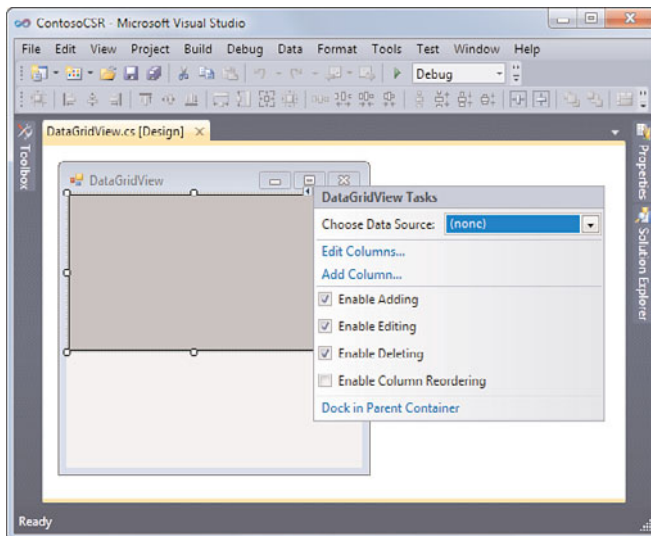 ContosoCSR - Microsoft Visual Studio
File Edit View Project Build Debug Data Format Tools Test Window Help
Debug
DataGridView.cs [Design]
Toolbox
Properties
Solution Explorer
DataGridView
DataGridView Tasks
Choose Data Source: (none)
Edit Columns...
Add Column...
Enable Adding
Enable Editing
Enable Deleting
Enable Column Reordering
Dock in Parent Container
Ready